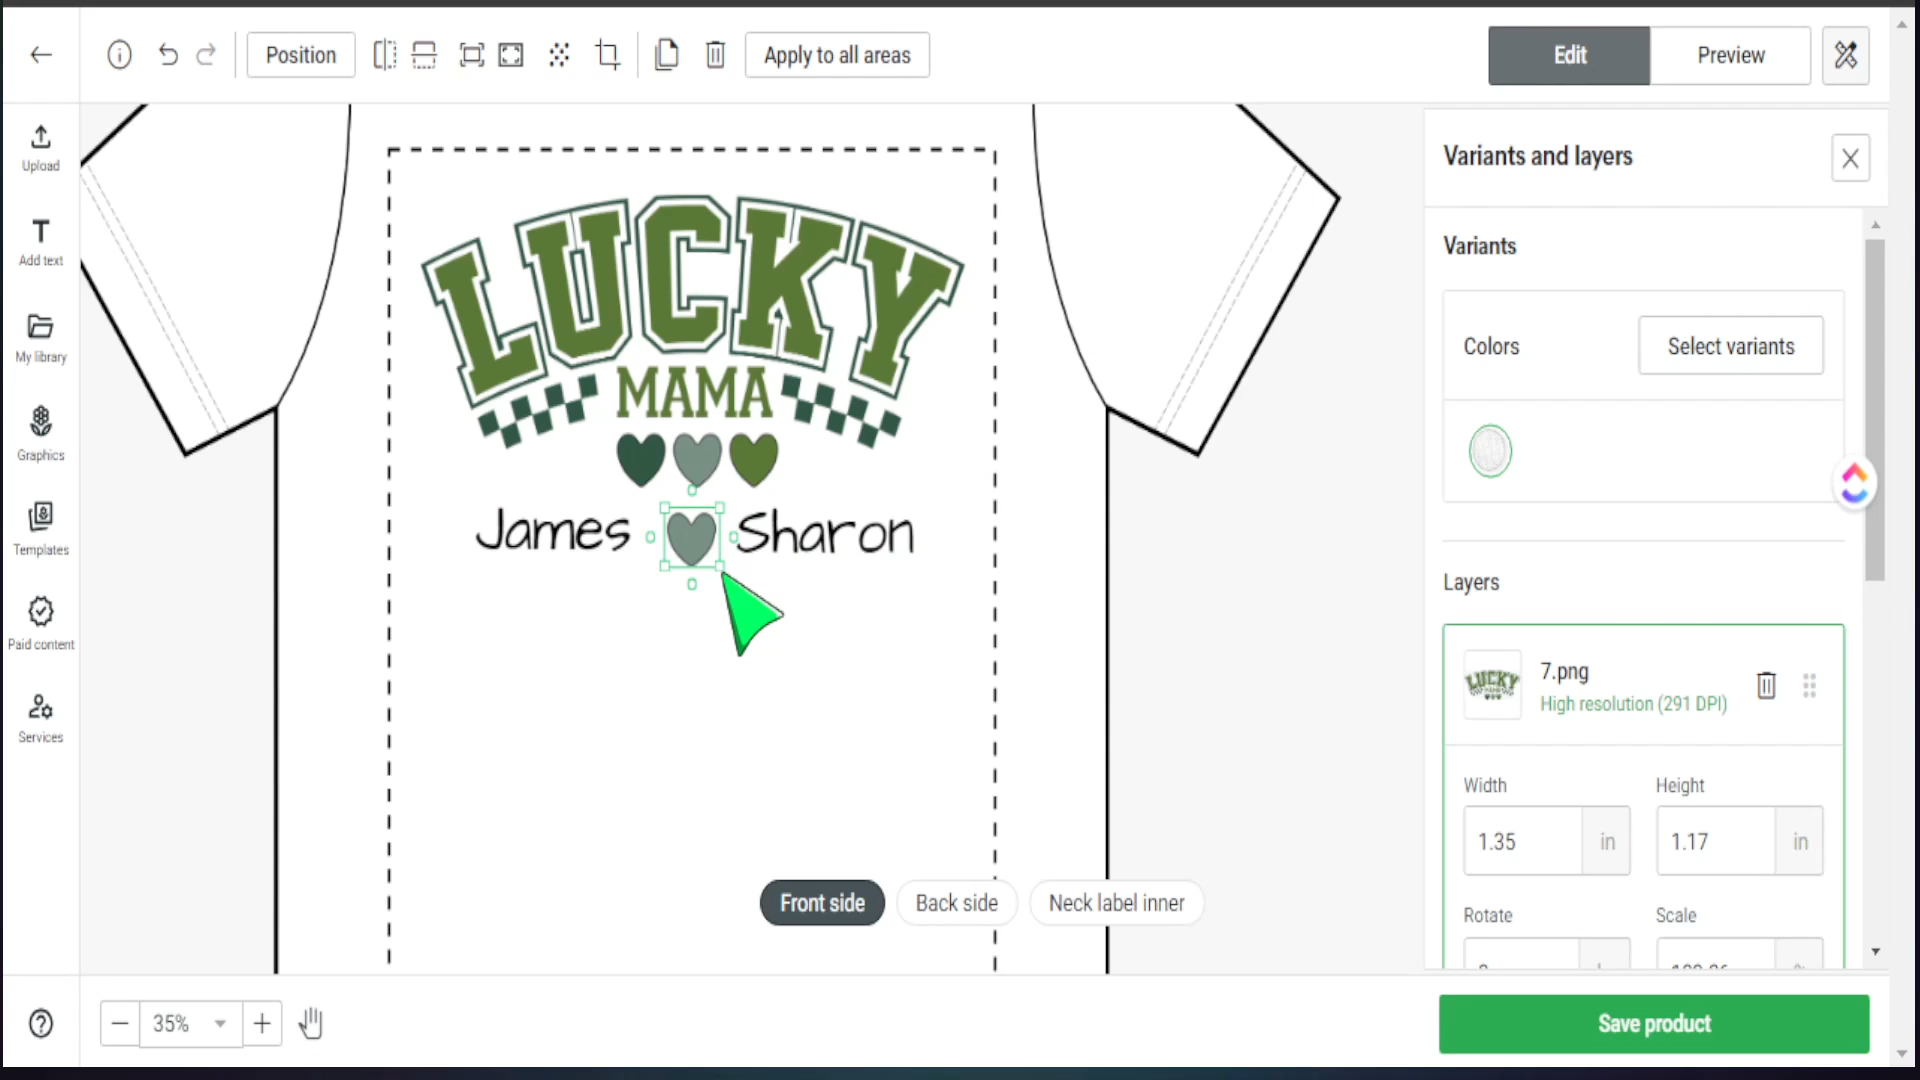 Position
Apply to all areas
Edit
Preview
Upload
Add text
My library
Graphics
Templates
Paid content
Services
LUCKY
MAMA
James
Sharon
Front side
Back side
Neck label inner
Variants and layers
Variants
Colors
Select variants
Layers
LUCKY
7.png
High resolution (291 DPI)
Width
Height
1.35 in
1.17 in
Rotate
Scale
35%
Save product